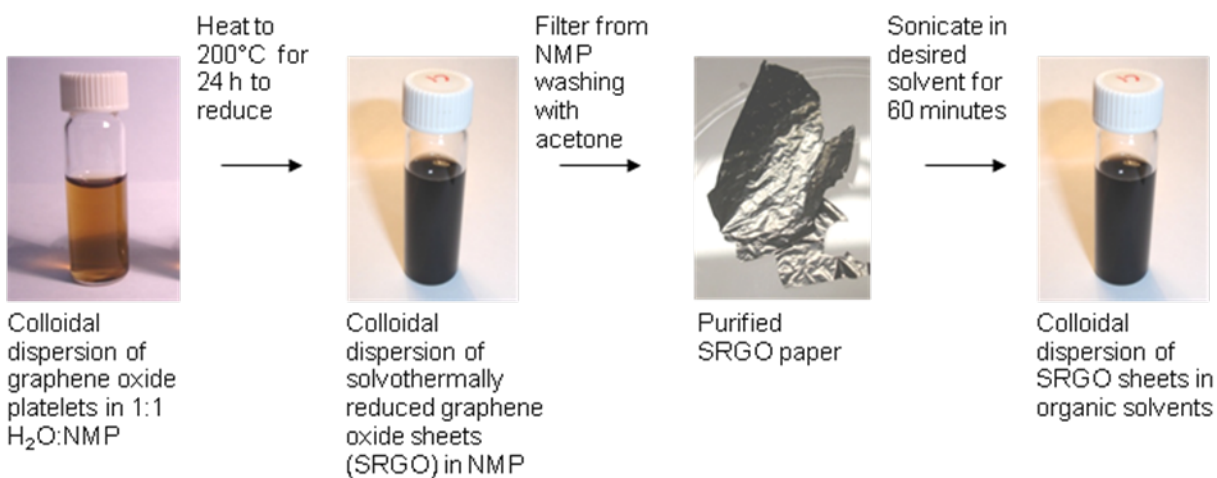 Heat to
200°C for
24 h to
reduce
Filter from
NMP
washing
with
acetone
Sonicate in
desired
solvent for
60 minutes
Colloidal
dispersion of
graphene oxide
platelets in 1:1
H₂O:NMP
Colloidal
dispersion of
solvothermally
reduced graphene
oxide sheets
(SRGO) in NMP
Purified
SRGO paper
Colloidal
dispersion of
SRGO sheets in
organic solvents